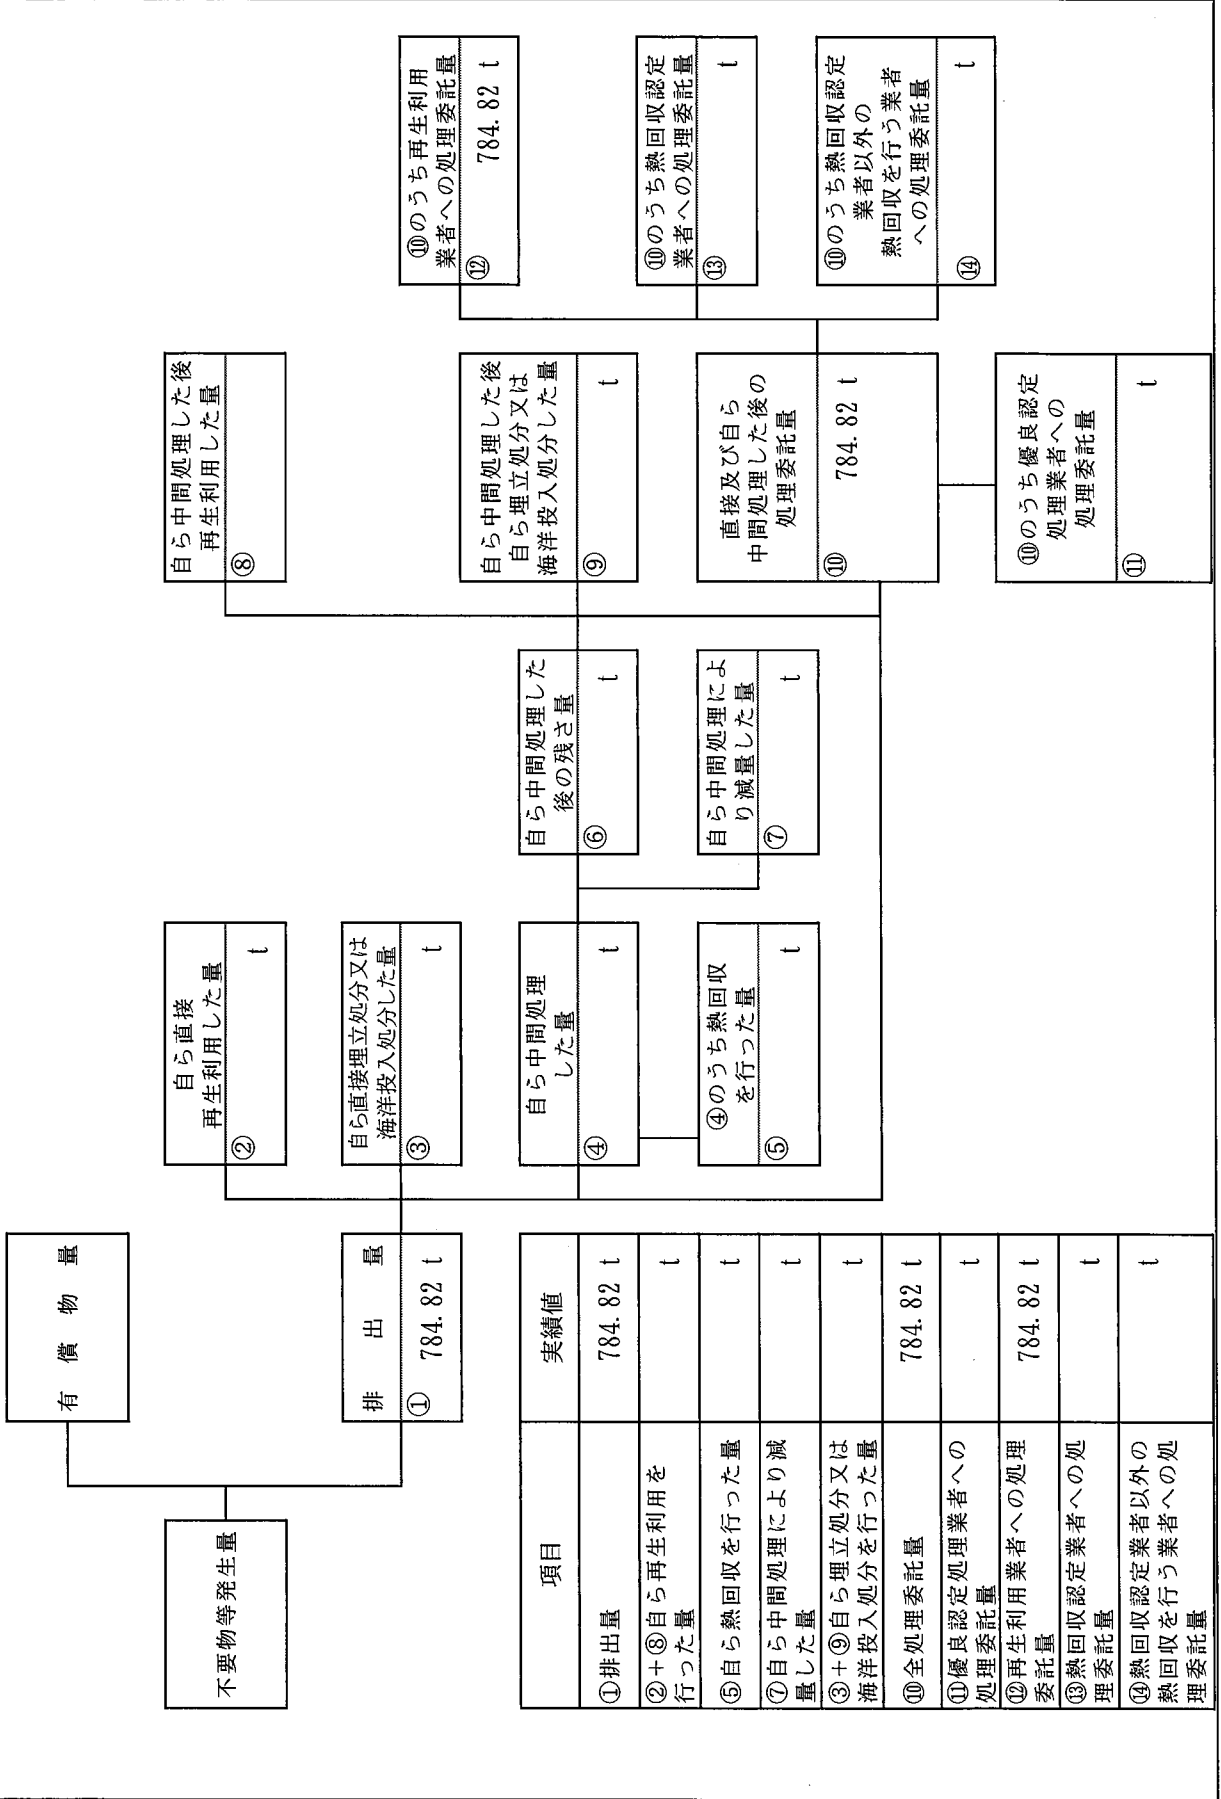 不要物等発生量
有償物量
排出量
① 784.82 t
自ら直接
再生利用した量
② t
自ら直接埋立処分又は
海洋投入処分した量
③ t
自ら中間処理
した量
④ t
④のうち熱回収
を行った量
⑤ t
自ら中間処理した
後の残さ量
⑥ t
自ら中間処理によ
り減量した量
⑦ t
自ら中間処理した後
再生利用した量
⑧
自ら中間処理した後
自ら埋立処分又は
海洋投入処分した量
⑨ t
直接及び自ら
中間処理した後の
処理委託量
⑩ 784.82 t
⑩のうち優良認定
処理業者への
処理委託量
⑪ t
⑩のうち再生利用
業者への処理委託量
⑫ 784.82 t
⑩のうち熱回収認定
業者への処理委託量
⑬ t
⑩のうち熱回収認定
業者以外の
熱回収を行う業者
への処理委託量
⑭ t
項目 実績値
①排出量 784.82 t
②+⑧自ら再生利用を
行った量 t
⑤自ら熱回収を行った量 t
⑦自ら中間処理により減
量した量 t
③+⑨自ら埋立処分又は
海洋投入処分を行った量 t
⑩全処理委託量 784.82 t
⑪優良認定処理業者への
処理委託量 t
⑫再生利用業者への処理
委託量 784.82 t
⑬熱回収認定業者への処
理委託量 t
⑭熱回収認定業者以外の
熱回収を行う業者への処
理委託量 t